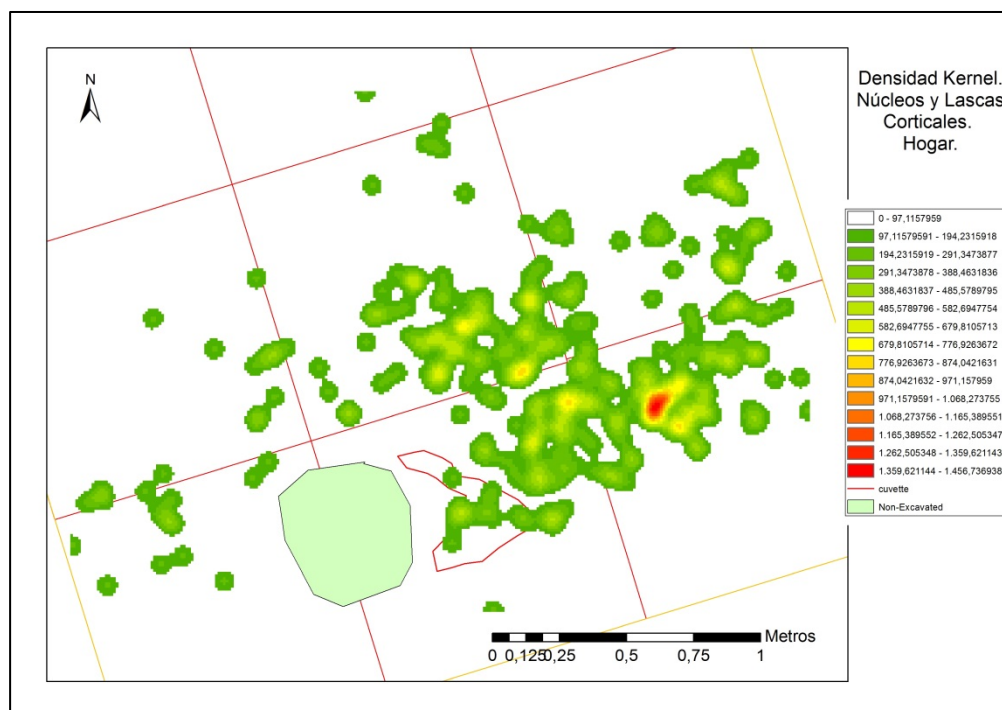 N
Densidad Kernel.
Núcleos y Lascas
Corticales.
Hogar.
0 - 97,1157959
97,11579591 - 194,2315918
194,2315919 - 291,3473877
291,3473878 - 388,4631836
388,4631837 - 485,5789795
485,5789796 - 582,6947754
582,6947755 - 679,8105713
679,8105714 - 776,9263672
776,9263673 - 874,0421631
874,0421632 - 971,157959
971,1579591 - 1.068,273755
1.068,273756 - 1.165,389551
1.165,389552 - 1.262,505347
1.262,505348 - 1.359,621143
1.359,621144 - 1.456,736938
cuvette
Non-Excavated
Metros
0 0,125 0,25 0,5 0,75 1